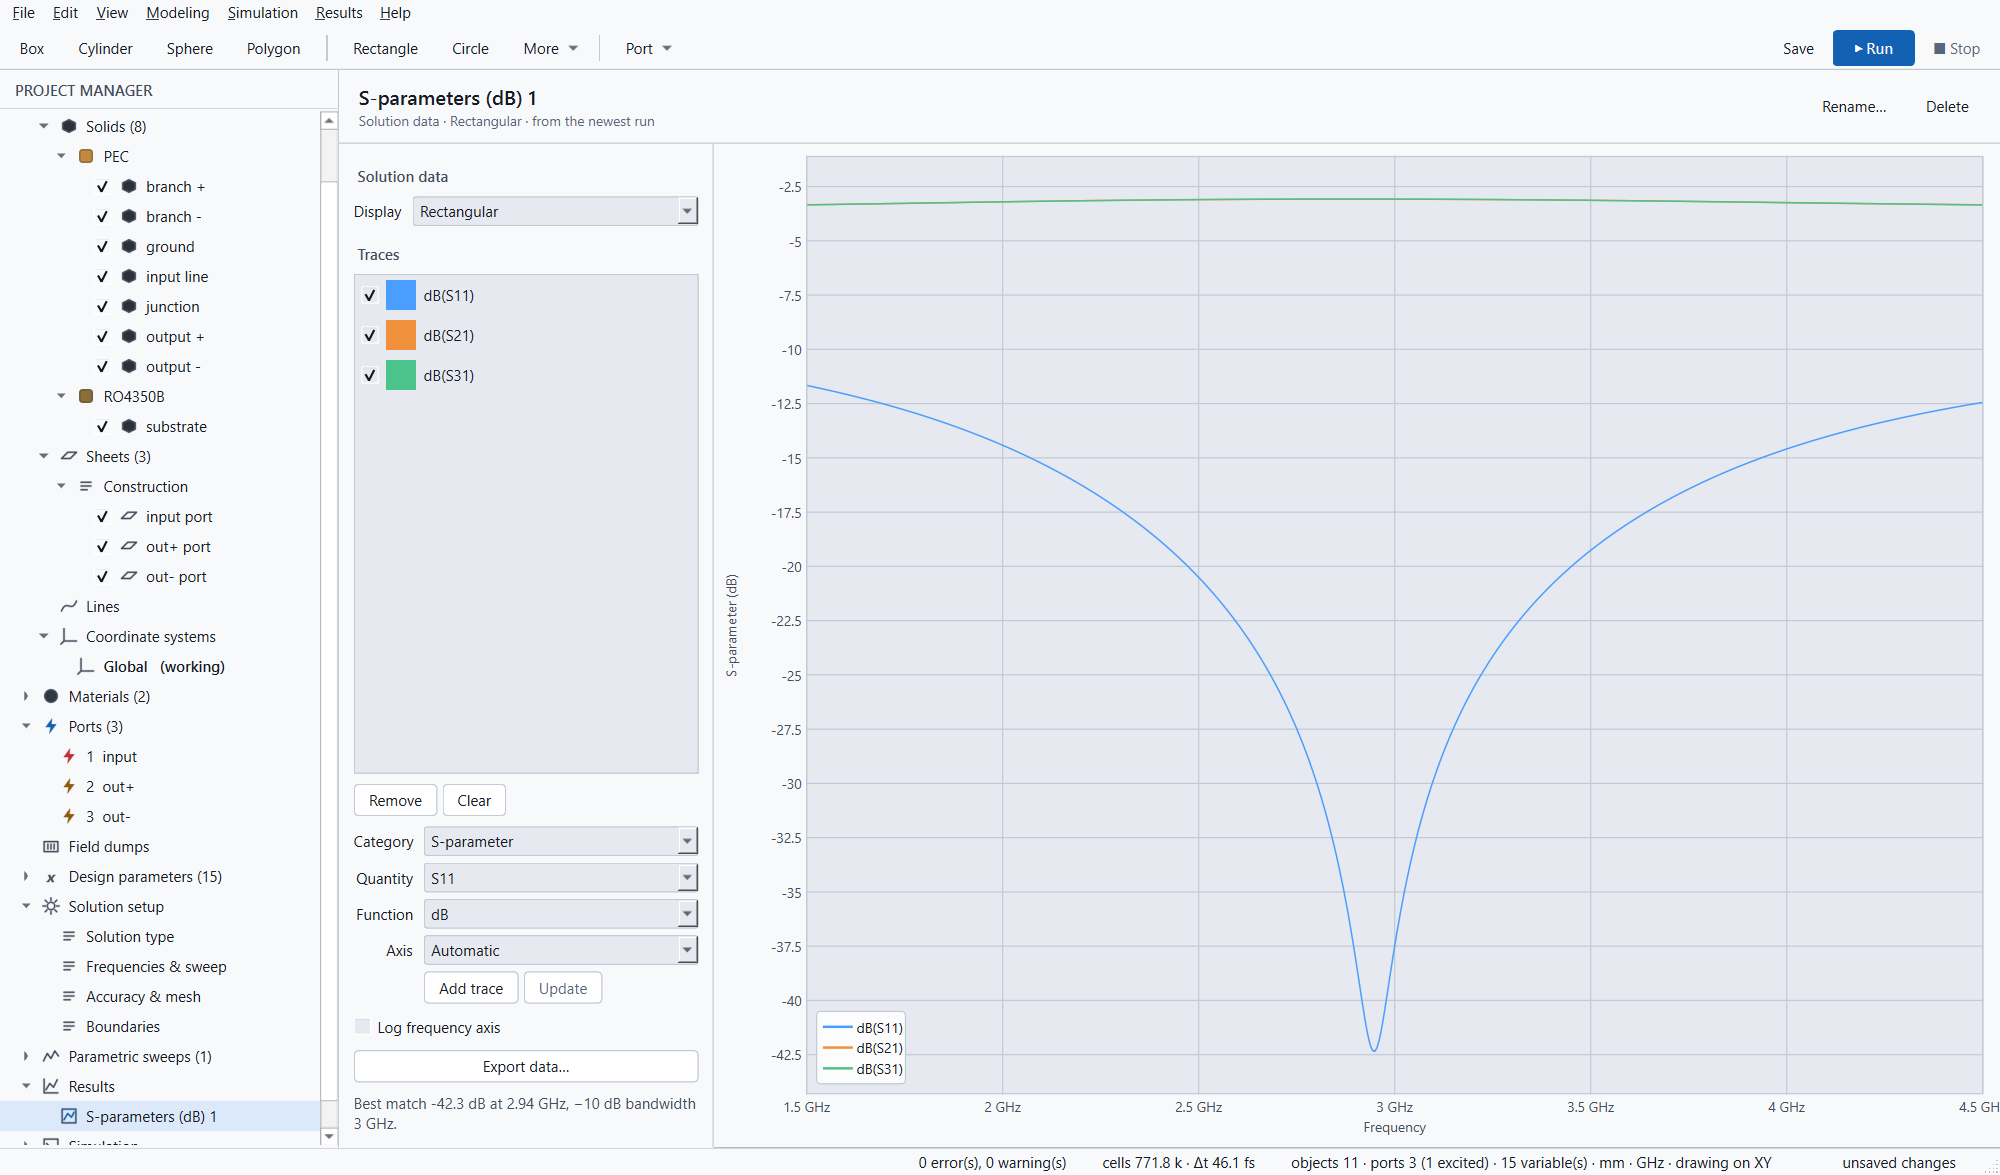 File Edit View Modeling Simulation Results Help
Box Cylinder Sphere Polygon Rectangle Circle More Port Save Run Stop
PROJECT MANAGER
Solids (8)
PEC
branch +
branch -
ground
input line
junction
output +
output -
RO4350B
substrate
Sheets (3)
Construction
input port
out+ port
out- port
Lines
Coordinate systems
Global (working)
Materials (2)
Ports (3)
1 input
2 out+
3 out-
Field dumps
x Design parameters (15)
Solution setup
Solution type
Frequencies & sweep
Accuracy & mesh
Boundaries
Parametric sweeps (1)
Results
S-parameters (dB) 1
S-parameters (dB) 1
Solution data · Rectangular · from the newest run
Rename... Delete
Solution data
Display Rectangular
Traces
dB(S11)
dB(S21)
dB(S31)
Remove Clear
Category S-parameter
Quantity S11
Function dB
Axis Automatic
Add trace Update
Log frequency axis
Export data...
Best match -42.3 dB at 2.94 GHz, −10 dB bandwidth
3 GHz.
S-parameter (dB)
-2.5
-5
-7.5
-10
-12.5
-15
-17.5
-20
-22.5
-25
-27.5
-30
-32.5
-35
-37.5
-40
-42.5
dB(S11)
dB(S21)
dB(S31)
1.5 GHz 2 GHz 2.5 GHz 3 GHz 3.5 GHz 4 GHz 4.5 GH
Frequency
0 error(s), 0 warning(s) cells 771.8 k · Δt 46.1 fs objects 11 · ports 3 (1 excited) · 15 variable(s) · mm · GHz · drawing on XY unsaved changes